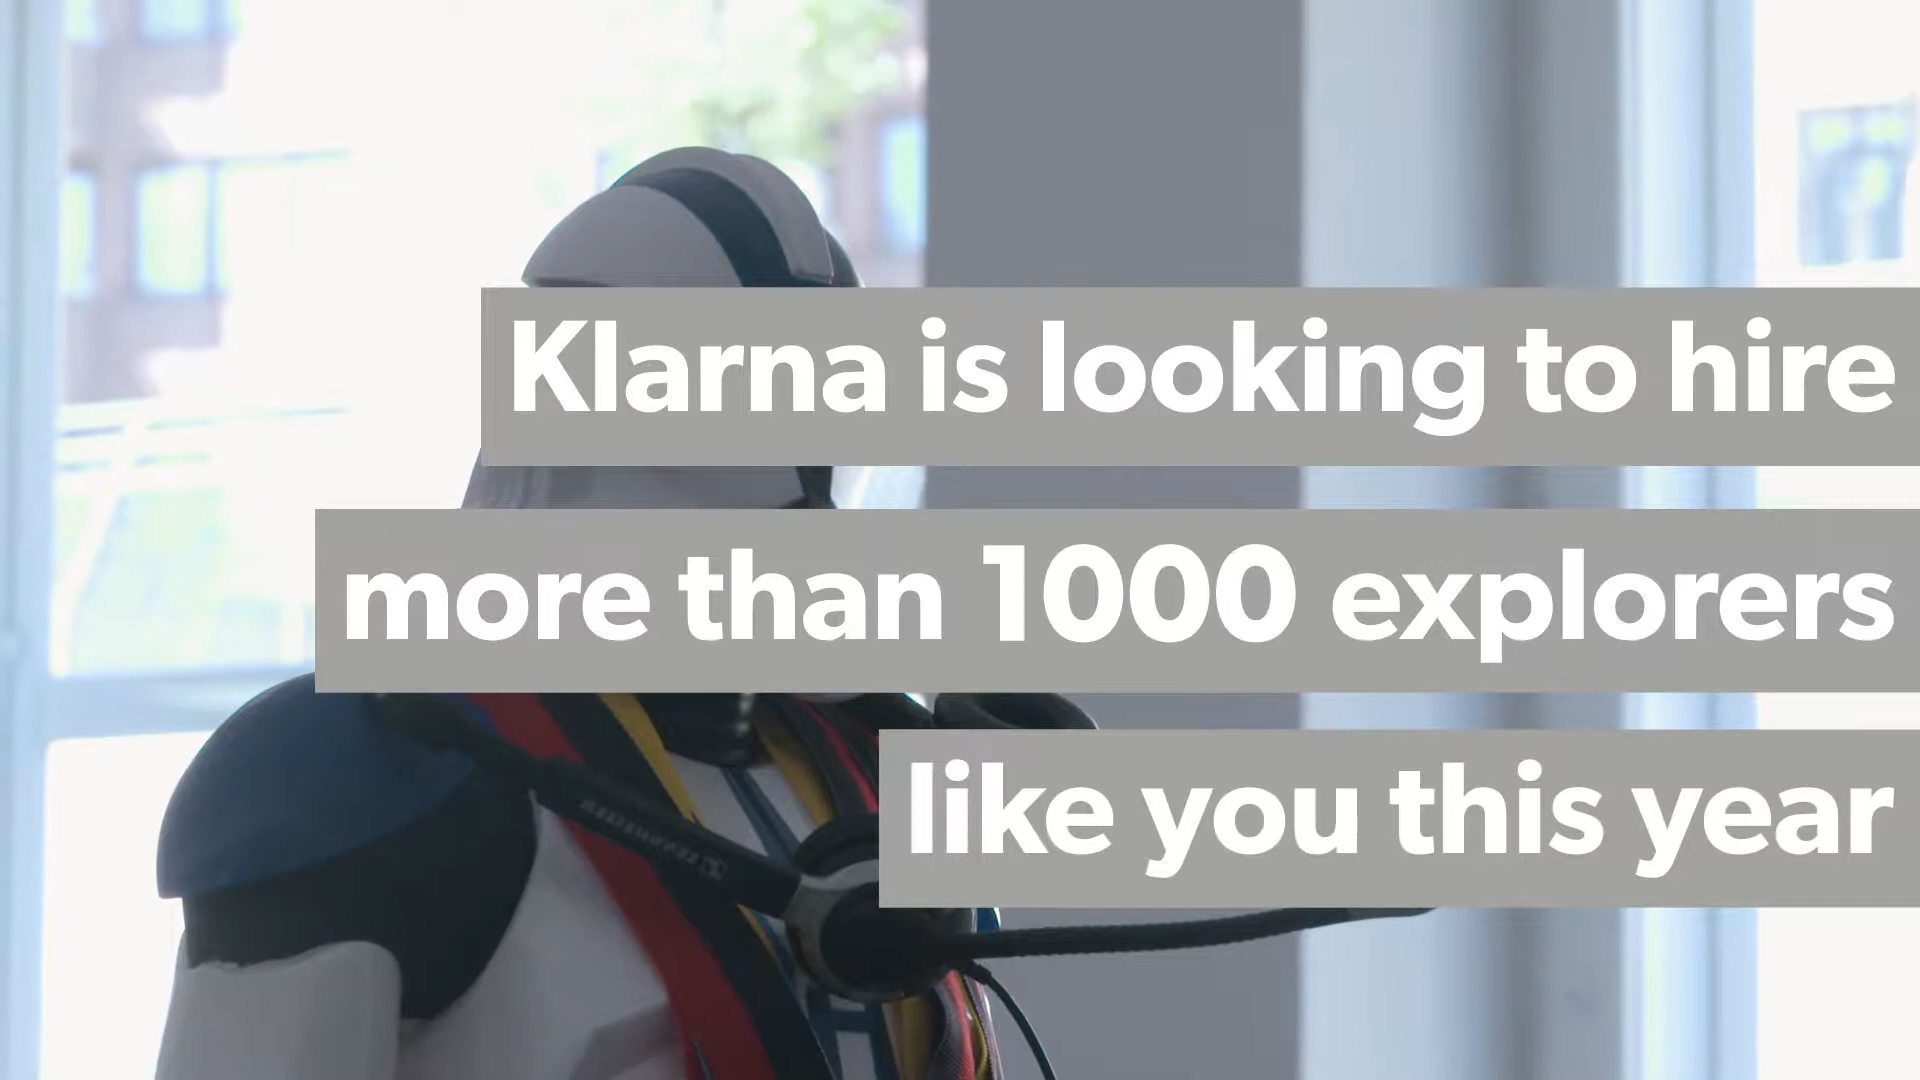 Klarna is looking to hire
more than 1000 explorers
like you this year